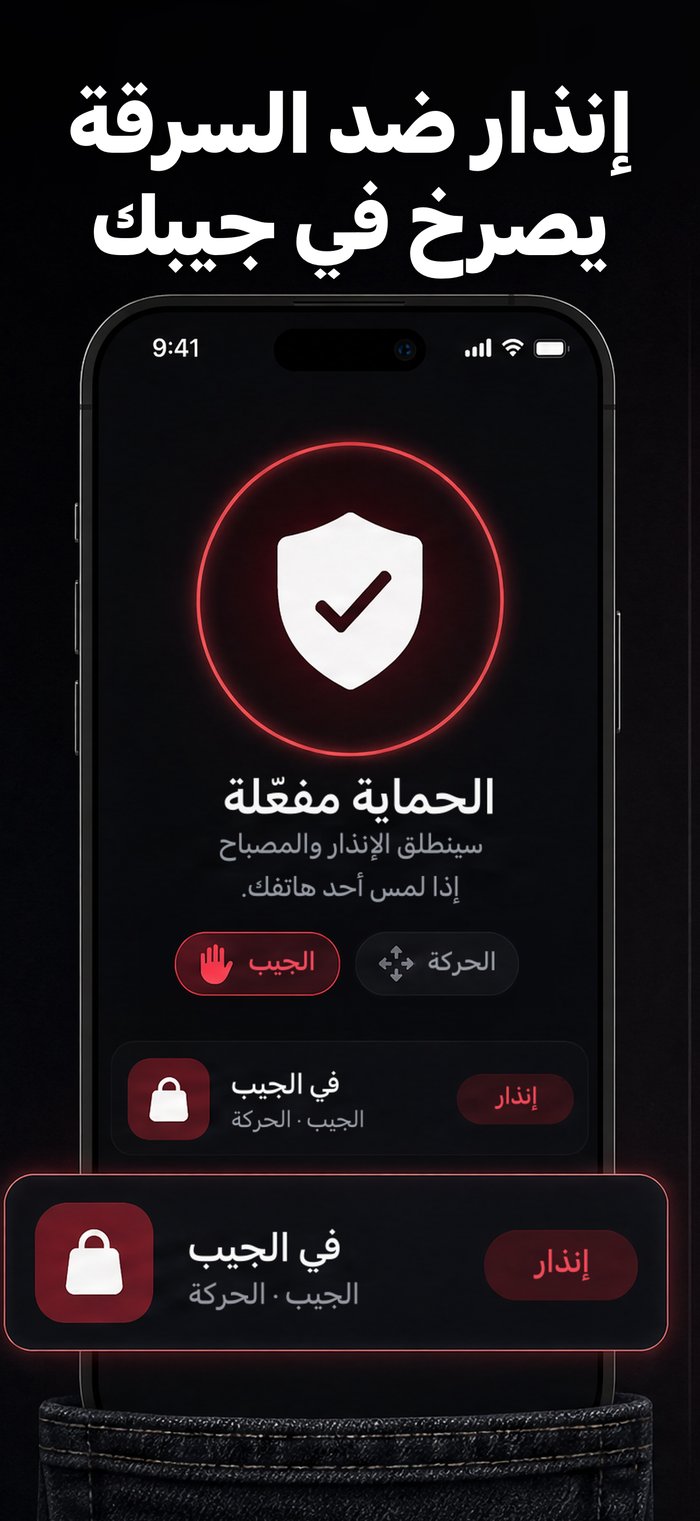 إنذار ضد السرقة
يصرخ في جيبك
9:41
الحماية مفعّلة
سينطلق الإنذار والمصباح
إذا لمس أحد هاتفك.
الحركة
الجيب
في الجيب
الجيب · الحركة
إنذار
في الجيب
الجيب · الحركة
إنذار